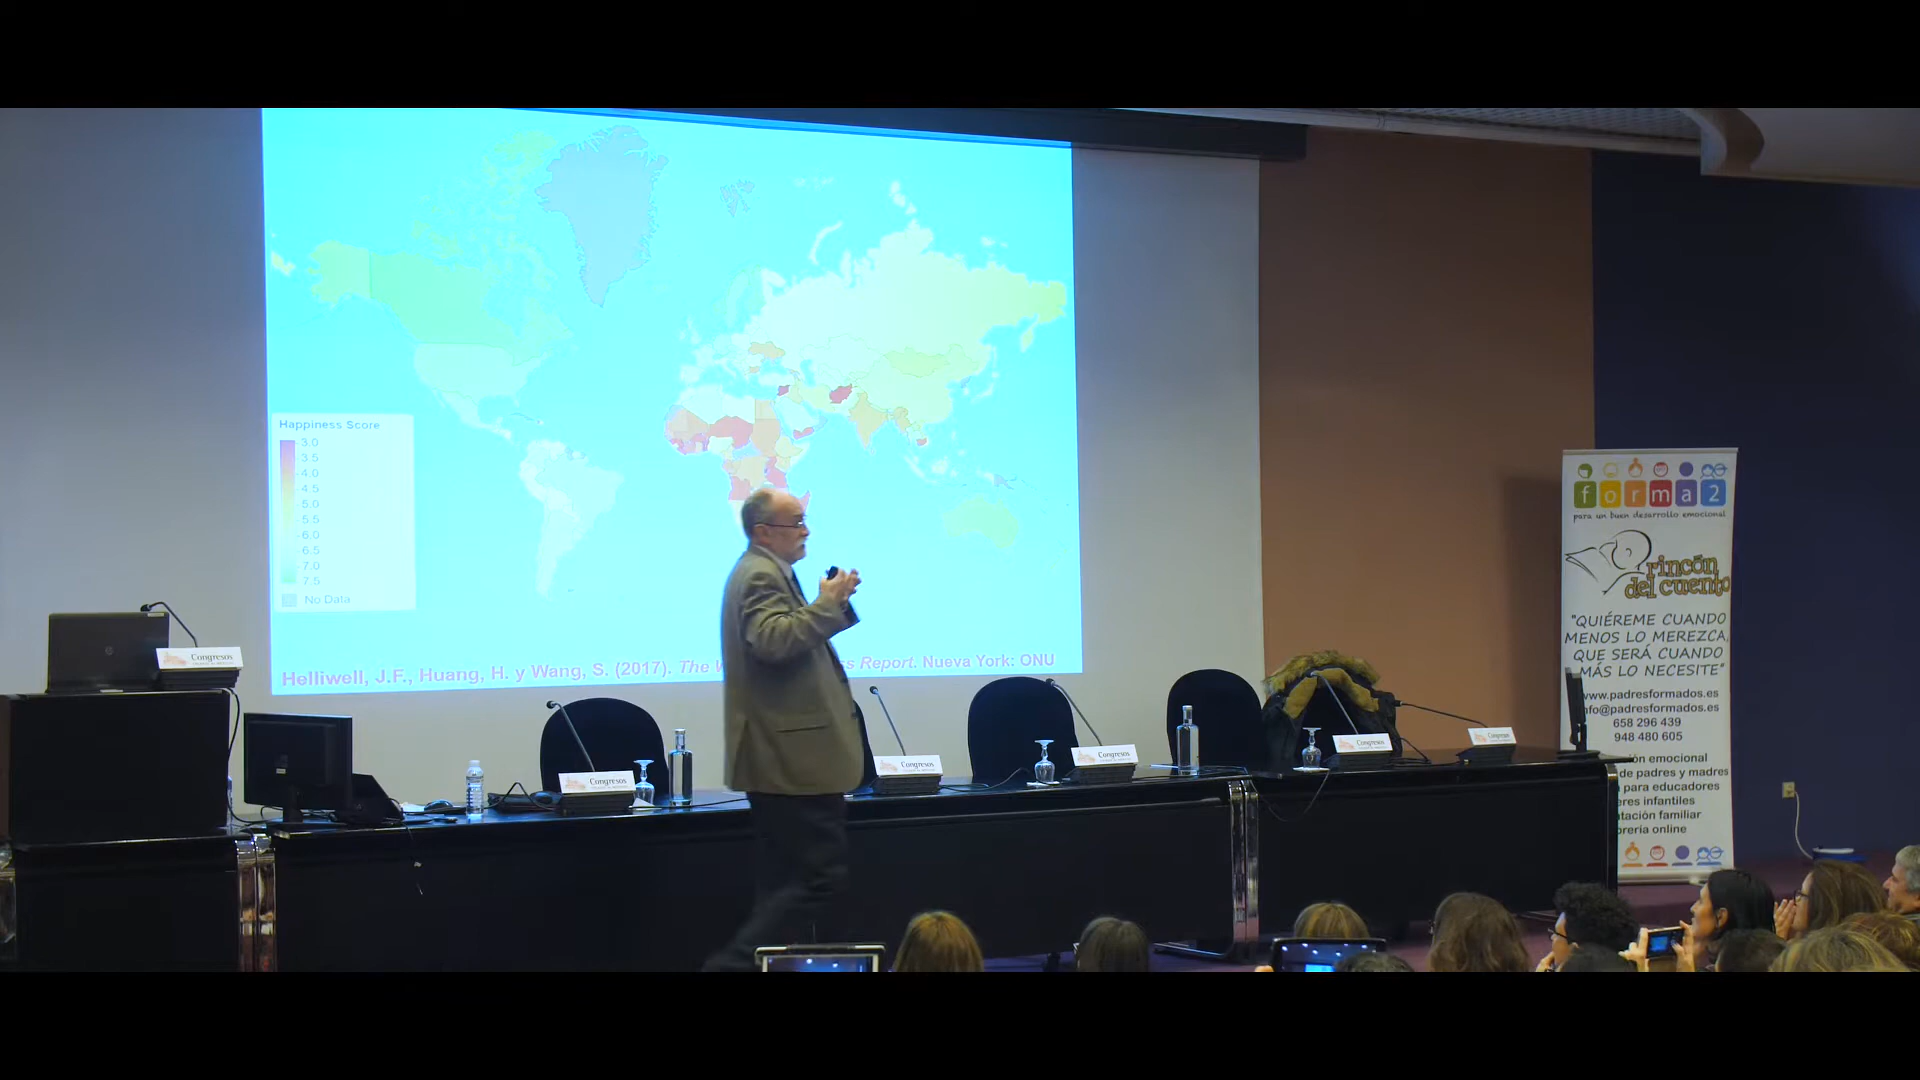 Happiness Score
3.0
3.5
4.0
4.5
5.0
5.5
6.0
6.5
7.0
7.5
No Data
Helliwell, J.F., Huang, H. y Wang, S. (2017). The Report. Nueva York: ONU
Congresos
Congresos
Congresos
Congresos
Congresos
Congresos
forma2
para un buen desarrollo emocional
rincón
del cuento
"QUIÉREME CUANDO
MENOS LO MEREZCA,
QUE SERÁ CUANDO
MÁS LO NECESITE"
www.padresformados.es
info@padresformados.es
658 296 439
948 480 605
emocional
de padres y madres
para educadores
infantiles
familiar
online